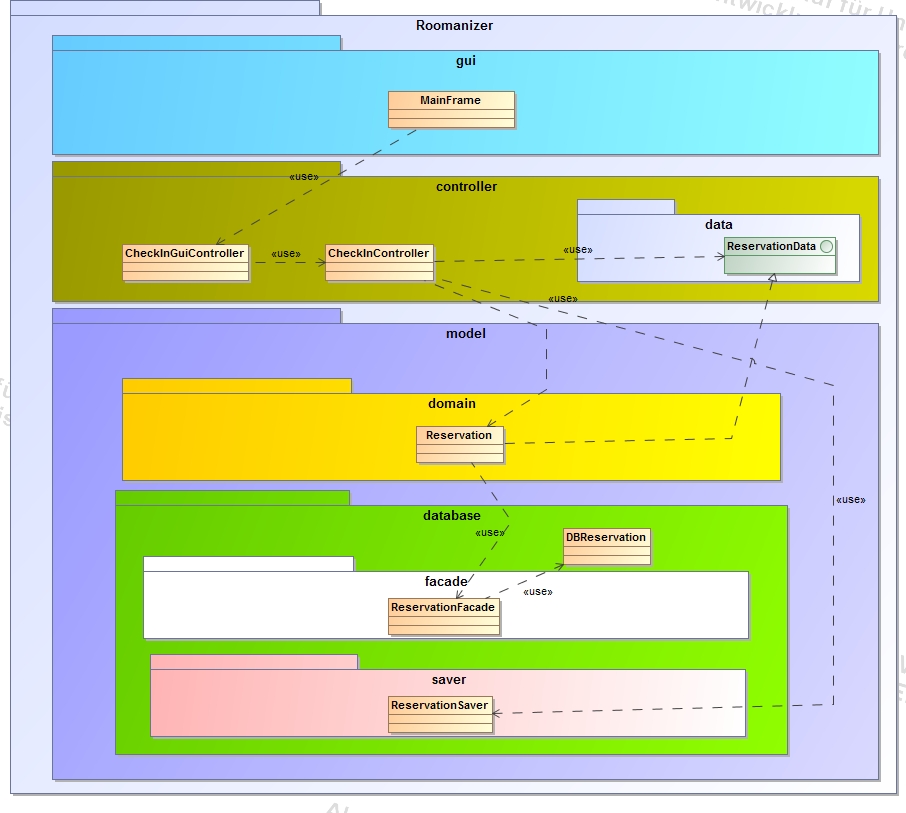 Roomanizer
gui
MainFrame
«use»
controller
data
ReservationData
CheckInGuiController
«use»
CheckInController
«use»
«use»
model
domain
Reservation
«use»
database
«use»
DBReservation
facade
«use»
ReservationFacade
saver
ReservationSaver